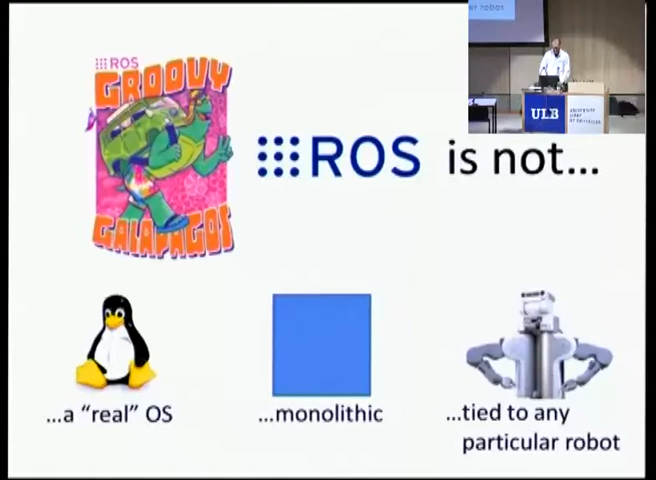 ROS
GROOVY
GALAPAGOS
ROS is not...
...a “real” OS
...monolithic
...tied to any
particular robot
ULB